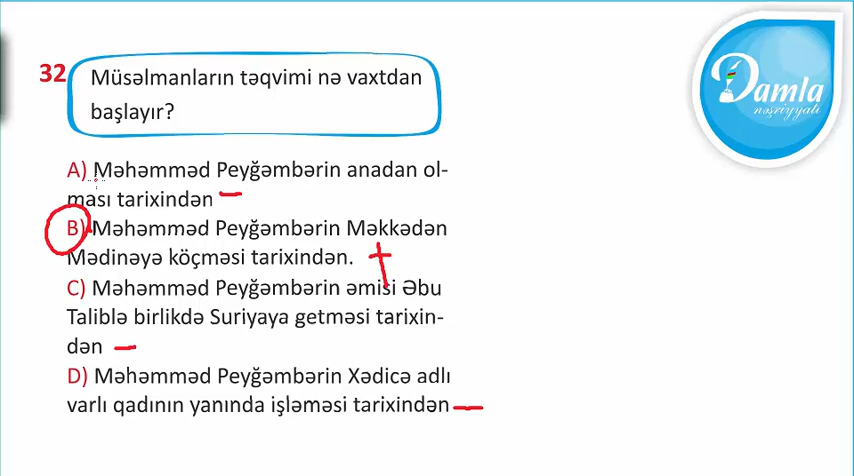 32
Müsəlmanların təqvimi nə vaxtdan
başlayır?
Damla
nəşriyyatı
A) Məhəmməd Peyğəmbərin anadan ol-
ması tarixindən
B) Məhəmməd Peyğəmbərin Məkkədən
Mədinəyə köçməsi tarixindən.
C) Məhəmməd Peyğəmbərin əmisi Əbu
Taliblə birlikdə Suriyaya getməsi tarixin-
dən
D) Məhəmməd Peyğəmbərin Xədicə adlı
varlı qadının yanında işləməsi tarixindən